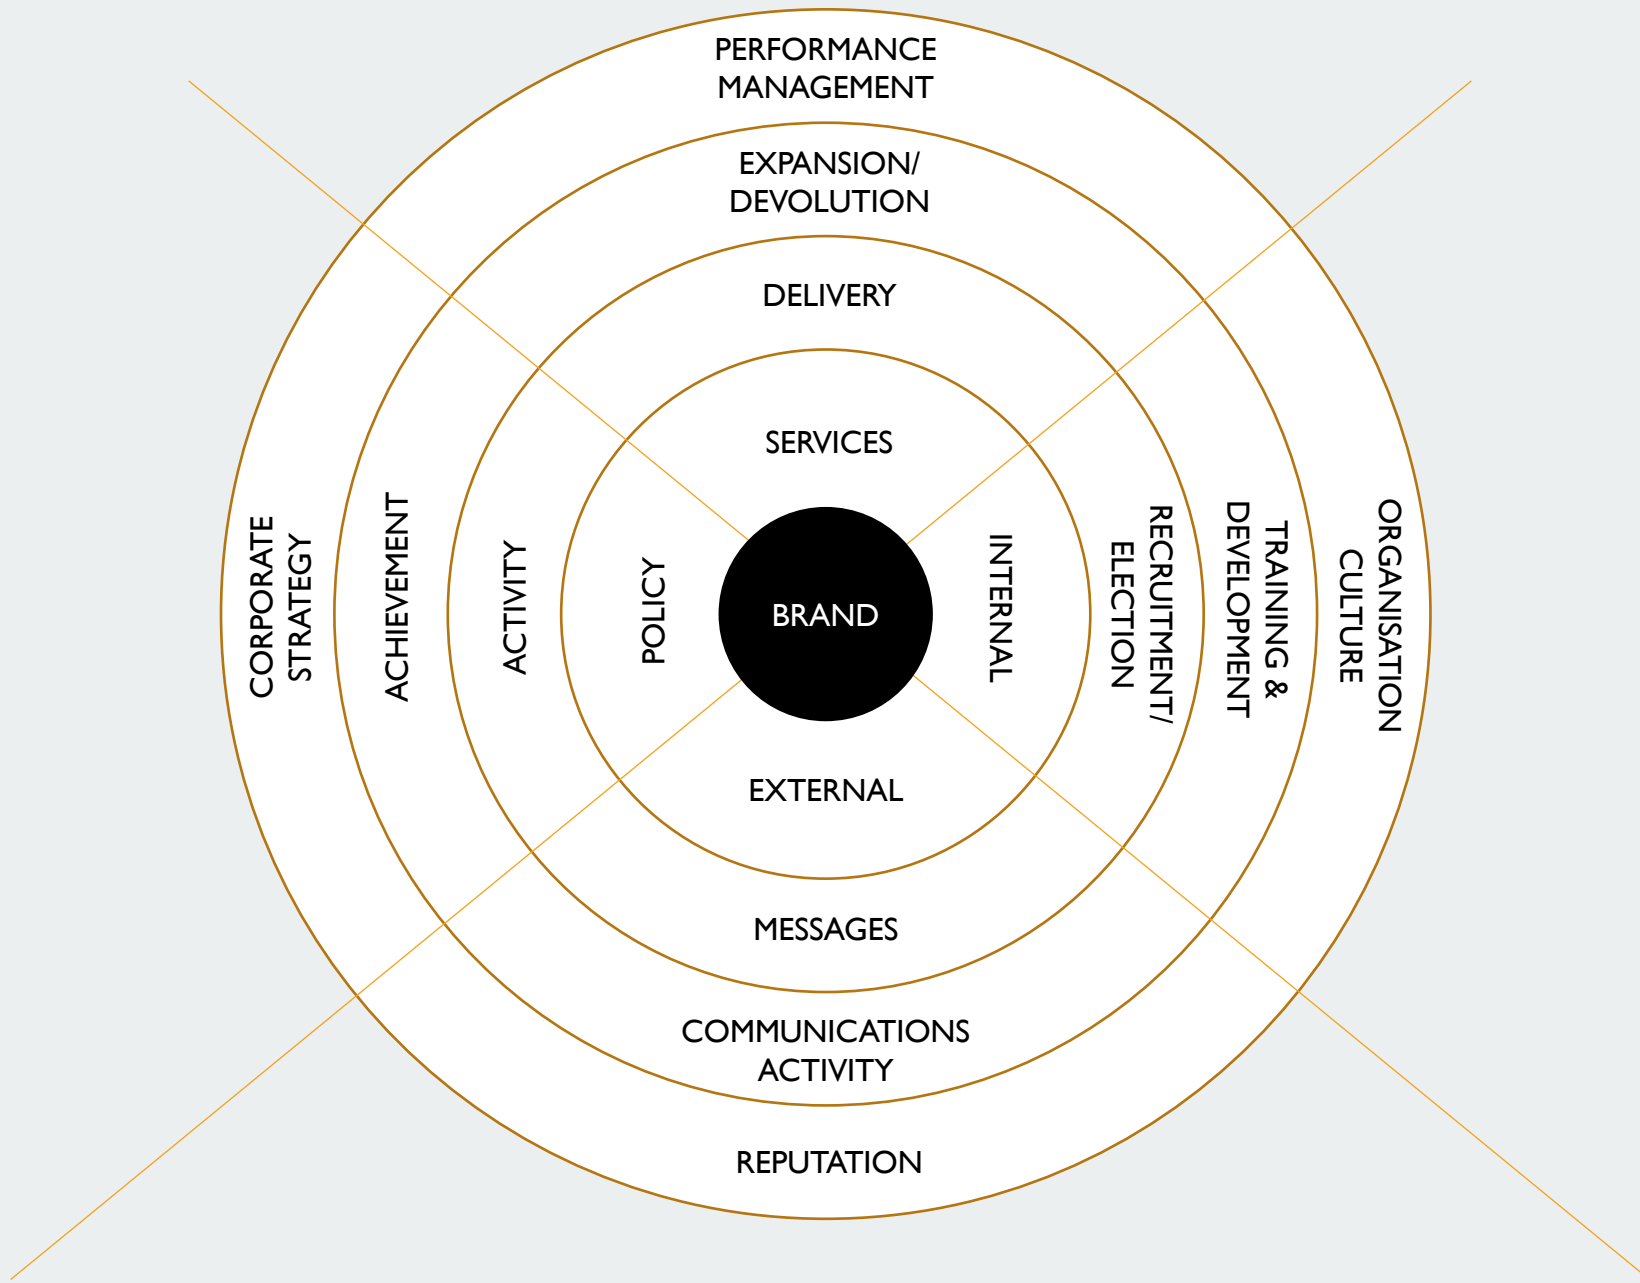 PERFORMANCE
MANAGEMENT
EXPANSION/
DEVOLUTION
DELIVERY
SERVICES
CORPORATE
STRATEGY
ACHIEVEMENT
ACTIVITY
POLICY
BRAND
INTERNAL
RECRUITMENT/
ELECTION
TRAINING &
DEVELOPMENT
ORGANISATION
CULTURE
EXTERNAL
MESSAGES
COMMUNICATIONS
ACTIVITY
REPUTATION